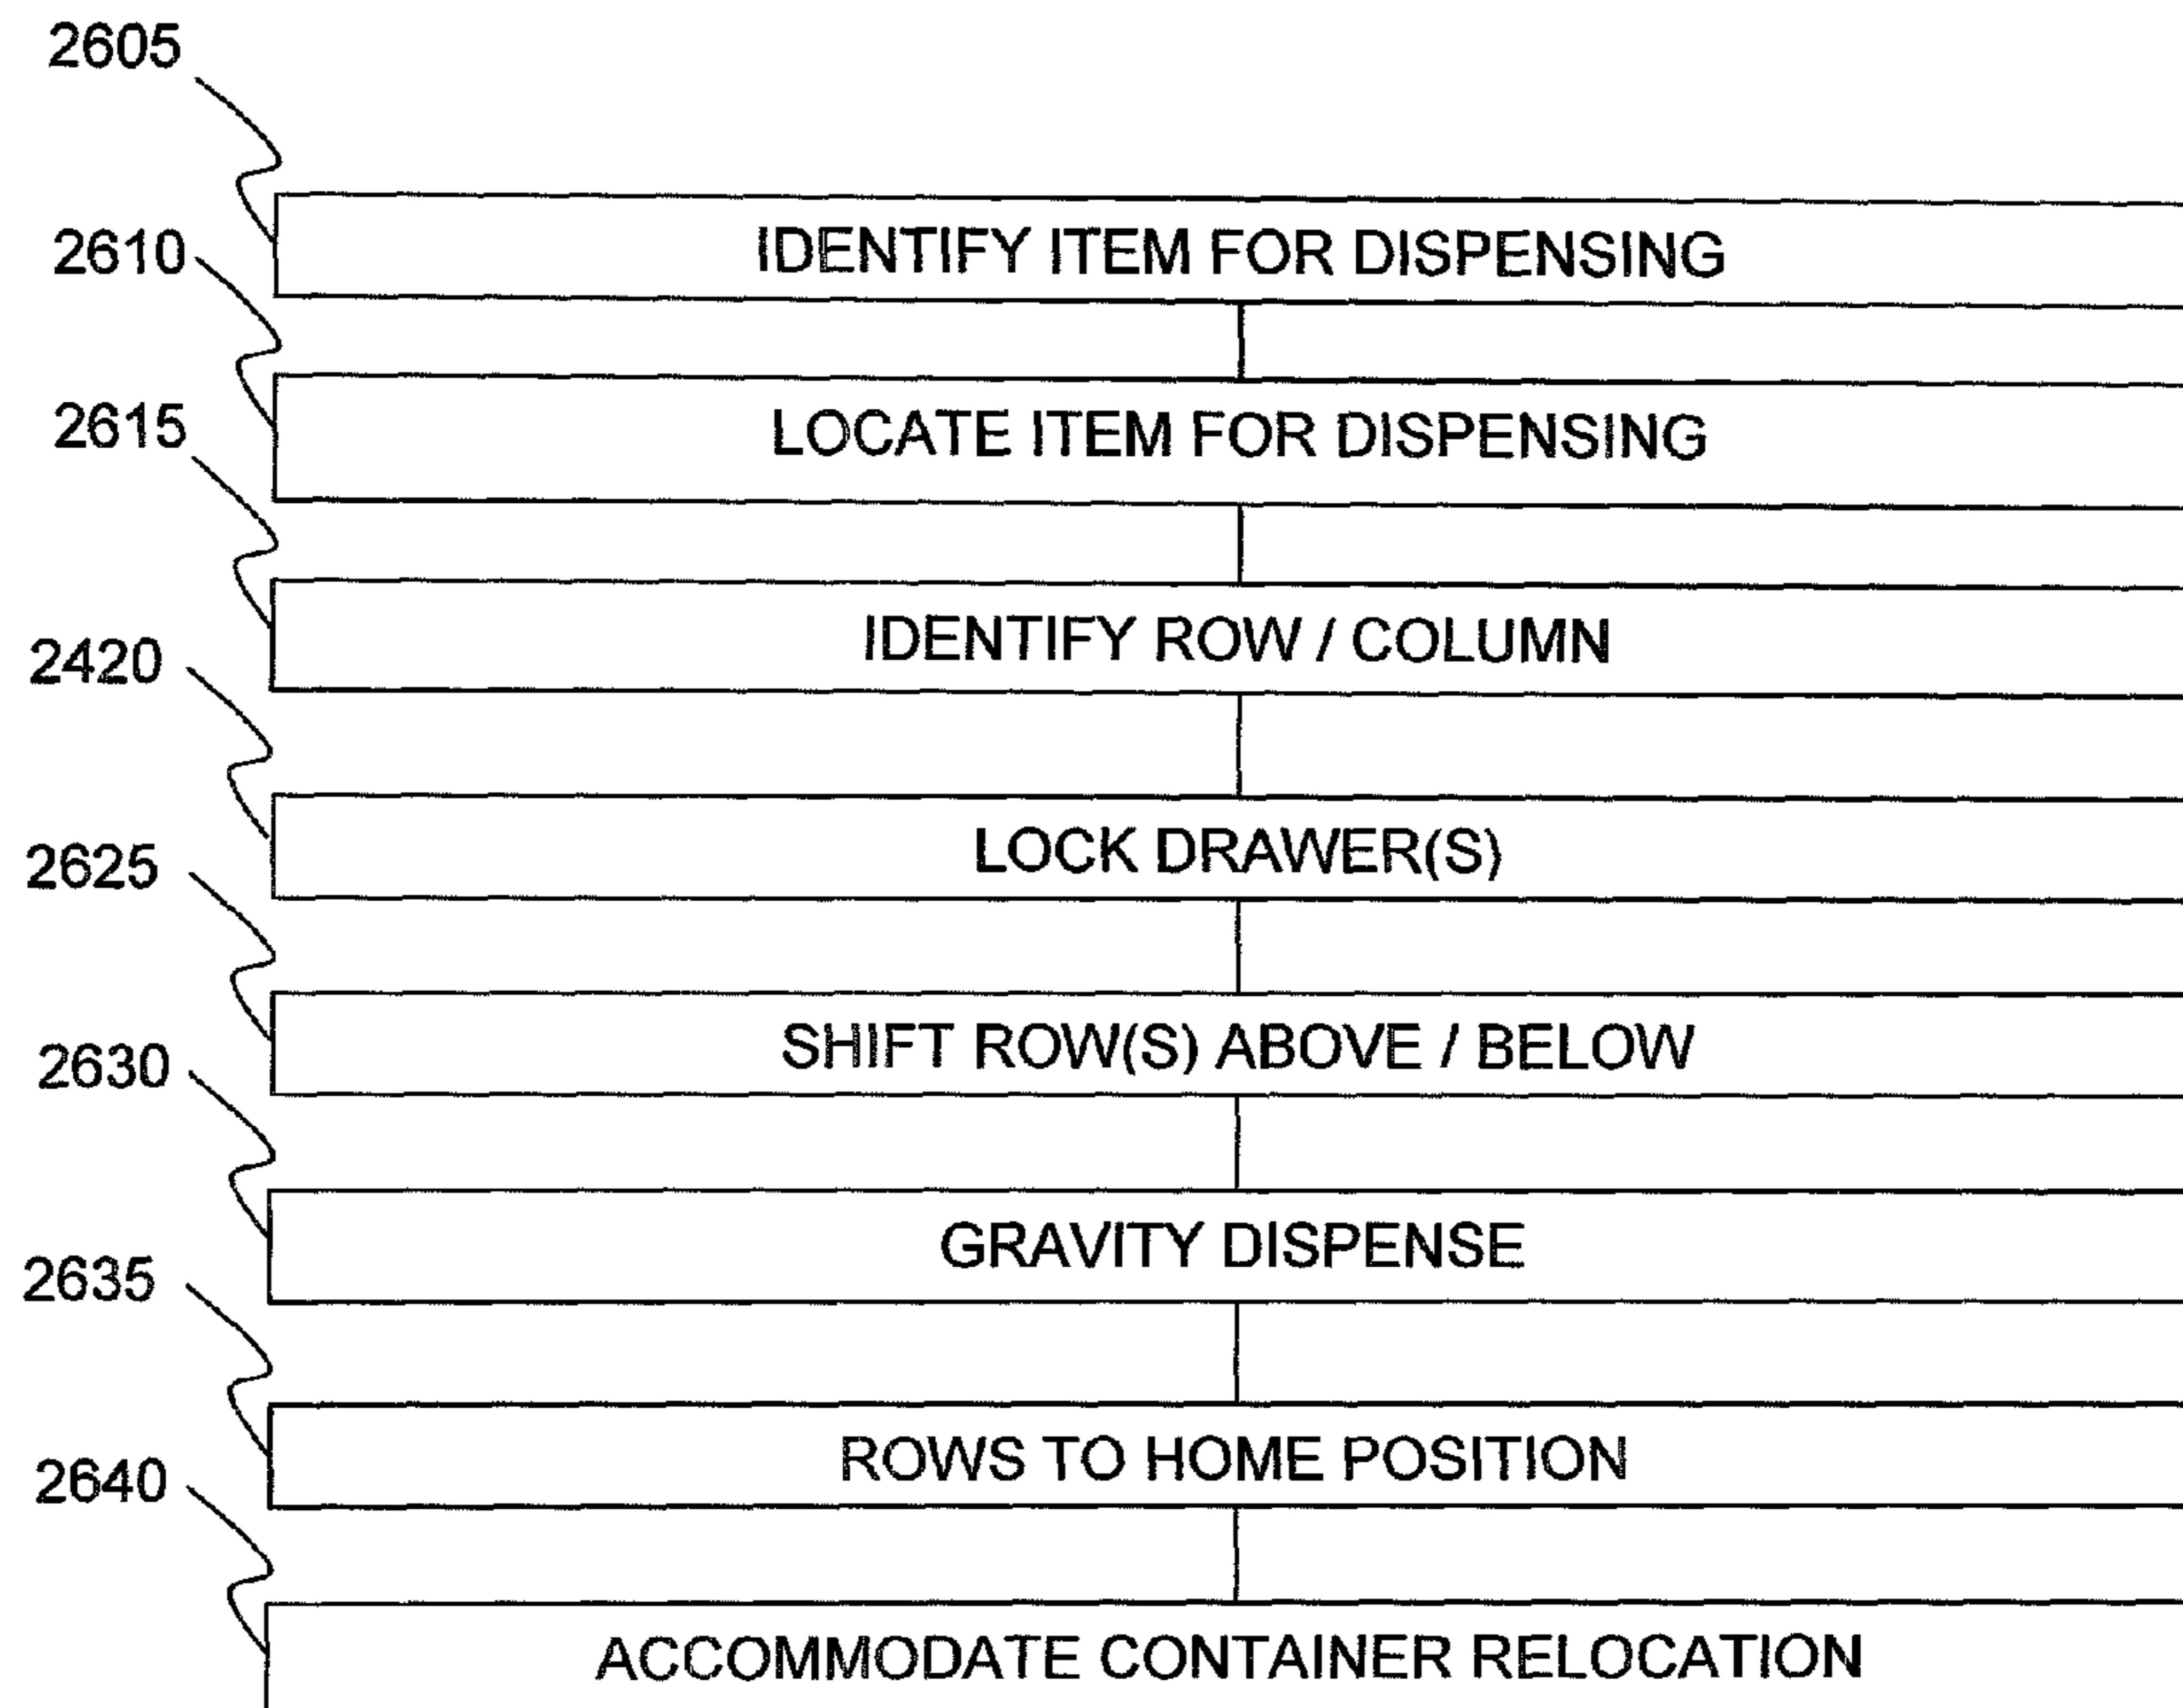 2605
IDENTIFY ITEM FOR DISPENSING
2610
LOCATE ITEM FOR DISPENSING
2615
IDENTIFY ROW / COLUMN
2420
LOCK DRAWER(S)
2625
SHIFT ROW(S) ABOVE / BELOW
2630
GRAVITY DISPENSE
2635
ROWS TO HOME POSITION
2640
ACCOMMODATE CONTAINER RELOCATION